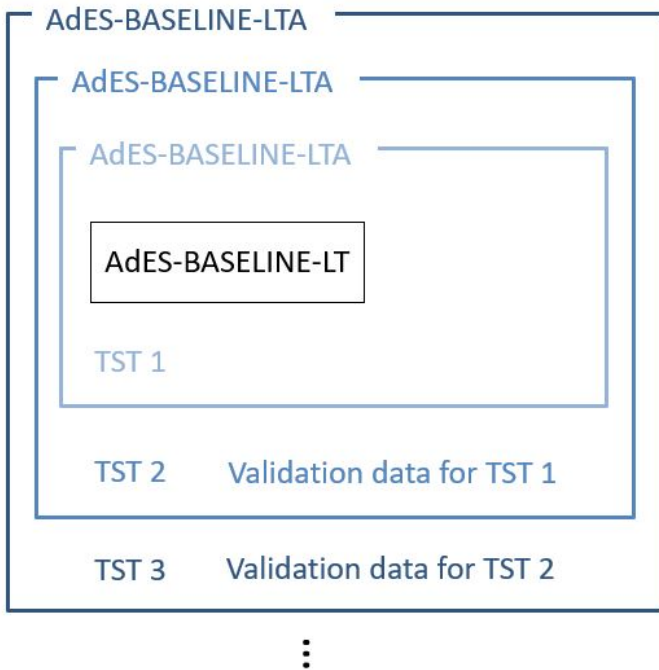 AdES-BASELINE-LTA
AdES-BASELINE-LTA
AdES-BASELINE-LTA
AdES-BASELINE-LT
TST 1
TST 2 Validation data for TST 1
TST 3 Validation data for TST 2
⋮